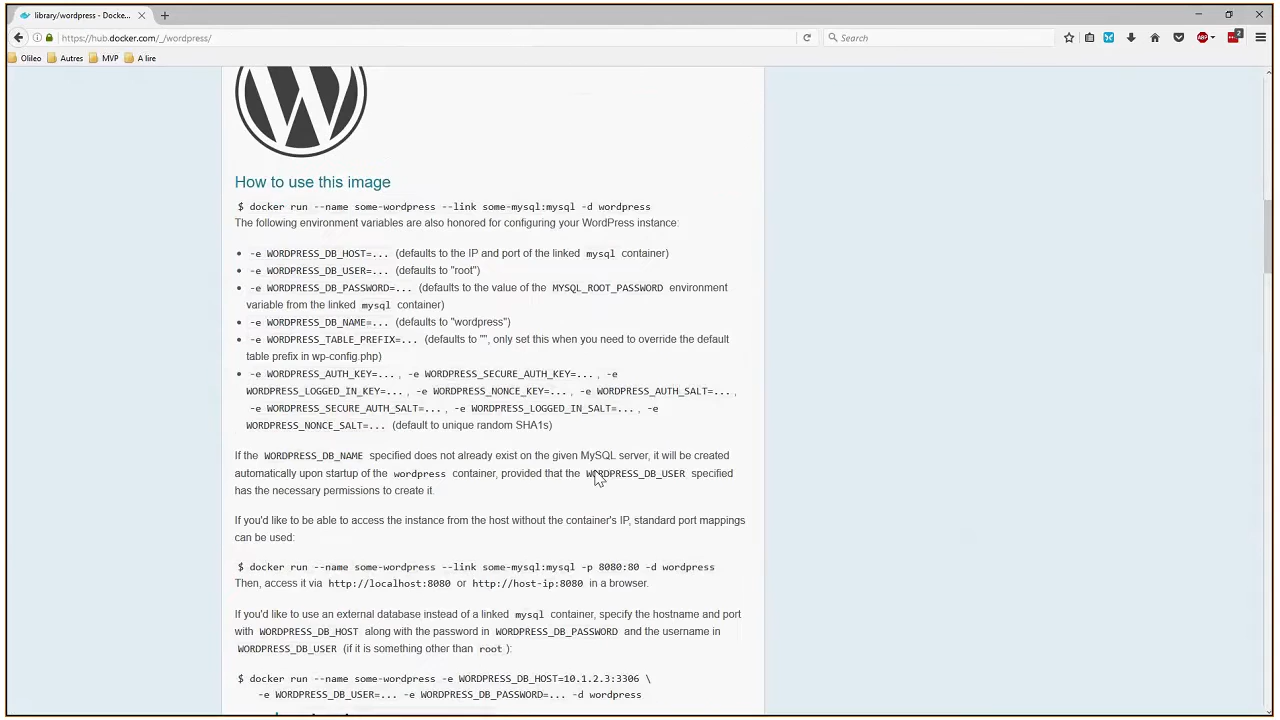 library/wordpress - Docke...
https://hub.docker.com/_/wordpress/
Search
ABP
2
Olileo
Autres
MVP
A lire
How to use this image
$ docker run --name some-wordpress --link some-mysql:mysql -d wordpress
The following environment variables are also honored for configuring your WordPress instance:
-e WORDPRESS_DB_HOST=... (defaults to the IP and port of the linked mysql container)
-e WORDPRESS_DB_USER=... (defaults to "root")
-e WORDPRESS_DB_PASSWORD=... (defaults to the value of the MYSQL_ROOT_PASSWORD environment
variable from the linked mysql container)
-e WORDPRESS_DB_NAME=... (defaults to "wordpress")
-e WORDPRESS_TABLE_PREFIX=... (defaults to "", only set this when you need to override the default
table prefix in wp-config.php)
-e WORDPRESS_AUTH_KEY=... , -e WORDPRESS_SECURE_AUTH_KEY=... , -e
WORDPRESS_LOGGED_IN_KEY=... , -e WORDPRESS_NONCE_KEY=... , -e WORDPRESS_AUTH_SALT=... ,
-e WORDPRESS_SECURE_AUTH_SALT=... , -e WORDPRESS_LOGGED_IN_SALT=... , -e
WORDPRESS_NONCE_SALT=... (default to unique random SHA1s)
If the WORDPRESS_DB_NAME specified does not already exist on the given MySQL server, it will be created
automatically upon startup of the wordpress container, provided that the WORDPRESS_DB_USER specified
has the necessary permissions to create it.
If you'd like to be able to access the instance from the host without the container's IP, standard port mappings
can be used:
$ docker run --name some-wordpress --link some-mysql:mysql -p 8080:80 -d wordpress
Then, access it via http://localhost:8080 or http://host-ip:8080 in a browser.
If you'd like to use an external database instead of a linked mysql container, specify the hostname and port
with WORDPRESS_DB_HOST along with the password in WORDPRESS_DB_PASSWORD and the username in
WORDPRESS_DB_USER (if it is something other than root ):
$ docker run --name some-wordpress -e WORDPRESS_DB_HOST=10.1.2.3:3306 \
-e WORDPRESS_DB_USER=... -e WORDPRESS_DB_PASSWORD=... -d wordpress